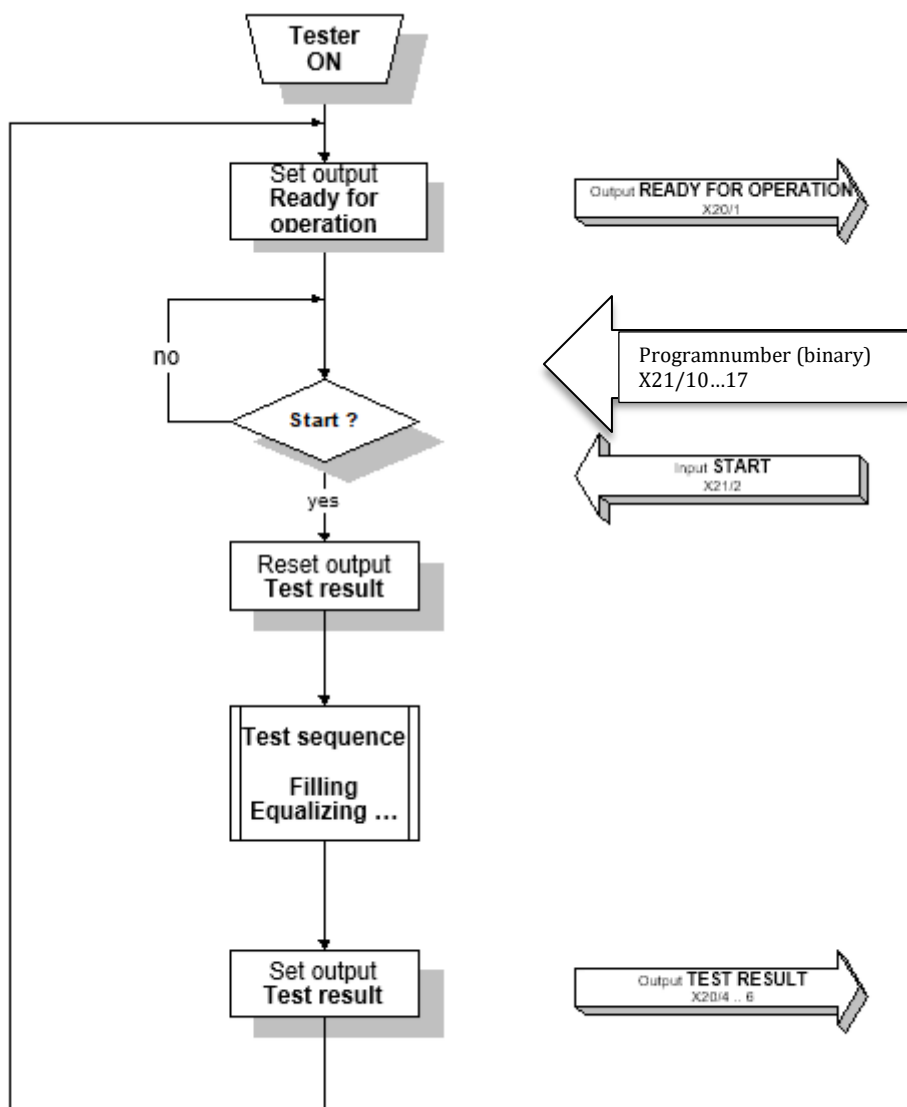 Tester
ON
Set output
Ready for
operation
Output READY FOR OPERATION
X20/1
Programnumber (binary)
X21/10...17
no
Start ?
Input START
X21/2
yes
Reset output
Test result
Test sequence
Filling
Equalizing ...
Set output
Test result
Output TEST RESULT
X20/4 .. 6